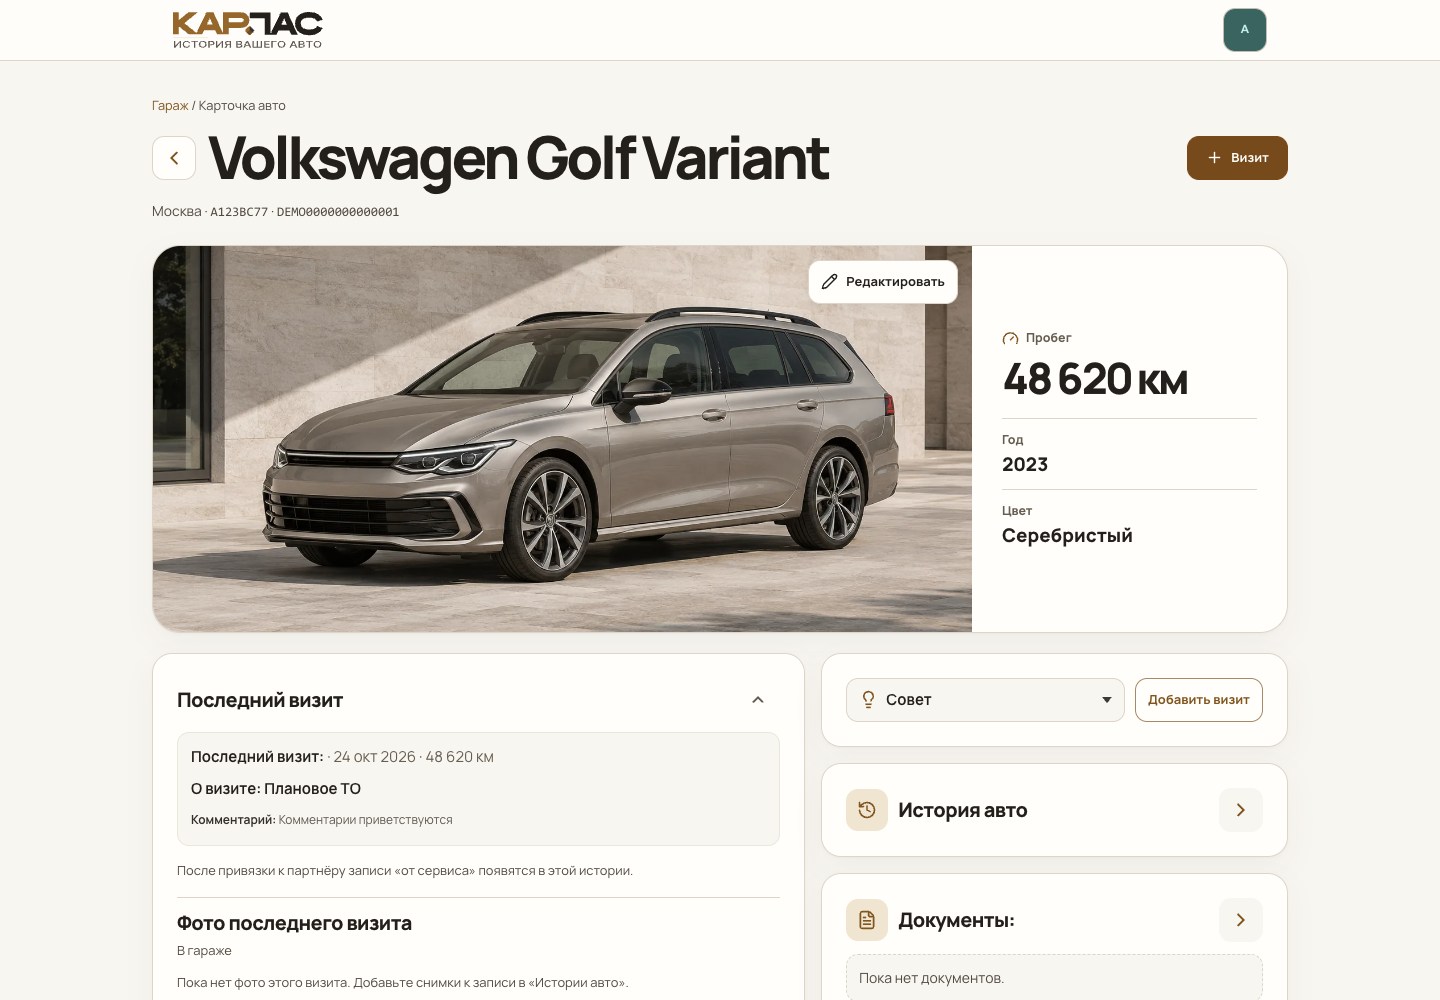 КАРПАС
ИСТОРИЯ ВАШЕГО АВТО
А
Гараж / Карточка авто
Volkswagen Golf Variant
Визит
Москва · А123ВС77 · DEMO0000000000001
Редактировать
Пробег
48 620 км
Год
2023
Цвет
Серебристый
Последний визит
Последний визит: · 24 окт 2026 · 48 620 км
О визите: Плановое ТО
Комментарий: Комментарии приветствуются
После привязки к партнёру записи «от сервиса» появятся в этой истории.
Фото последнего визита
В гараже
Пока нет фото этого визита. Добавьте снимки к записи в «Истории авто».
Совет
Добавить визит
История авто
Документы:
Пока нет документов.